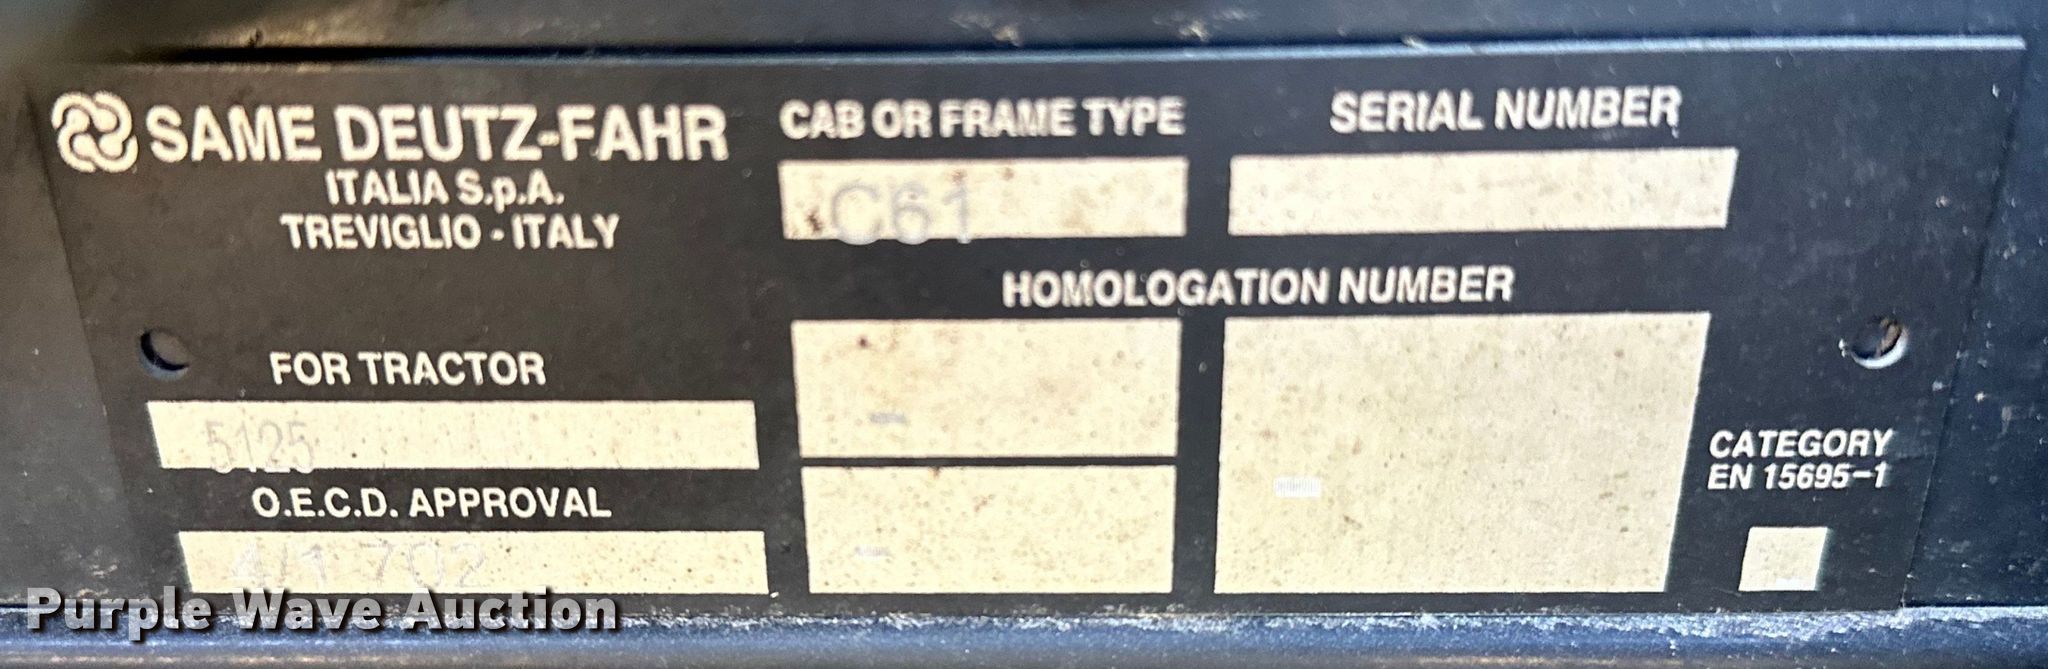 SAME DEUTZ-FAHR
ITALIA S.p.A.
TREVIGLIO - ITALY
CAB OR FRAME TYPE
C61
SERIAL NUMBER
HOMOLOGATION NUMBER
-
-
-
FOR TRACTOR
5125
O.E.C.D. APPROVAL
4/1 702
CATEGORY
EN 15695-1
-
Purple Wave Auction